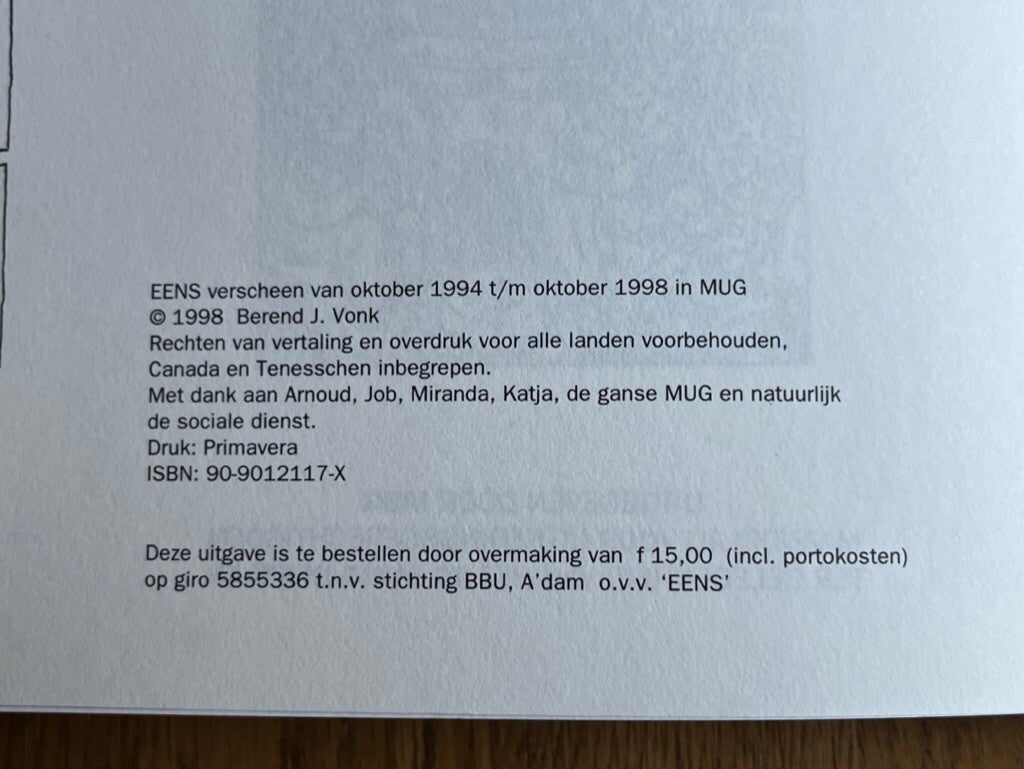 EENS verscheen van oktober 1994 t/m oktober 1998 in MUG
© 1998 Berend J. Vonk
Rechten van vertaling en overdruk voor alle landen voorbehouden,
Canada en Tenesschen inbegrepen.
Met dank aan Arnoud, Job, Miranda, Katja, de ganse MUG en natuurlijk
de sociale dienst.
Druk: Primavera
ISBN: 90-9012117-X
Deze uitgave is te bestellen door overmaking van f 15,00 (incl. portokosten)
op giro 5855336 t.n.v. stichting BBU, A'dam o.v.v. 'EENS'